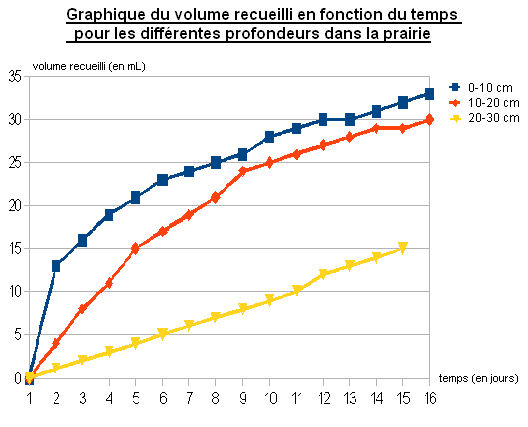 Graphique du volume recueilli en fonction du temps
pour les différentes profondeurs dans la prairie
volume recueilli (en mL)
35
30
25
20
15
10
5
0
0-10 cm
10-20 cm
20-30 cm
temps (en jours)
1 2 3 4 5 6 7 8 9 10 11 12 13 14 15 16